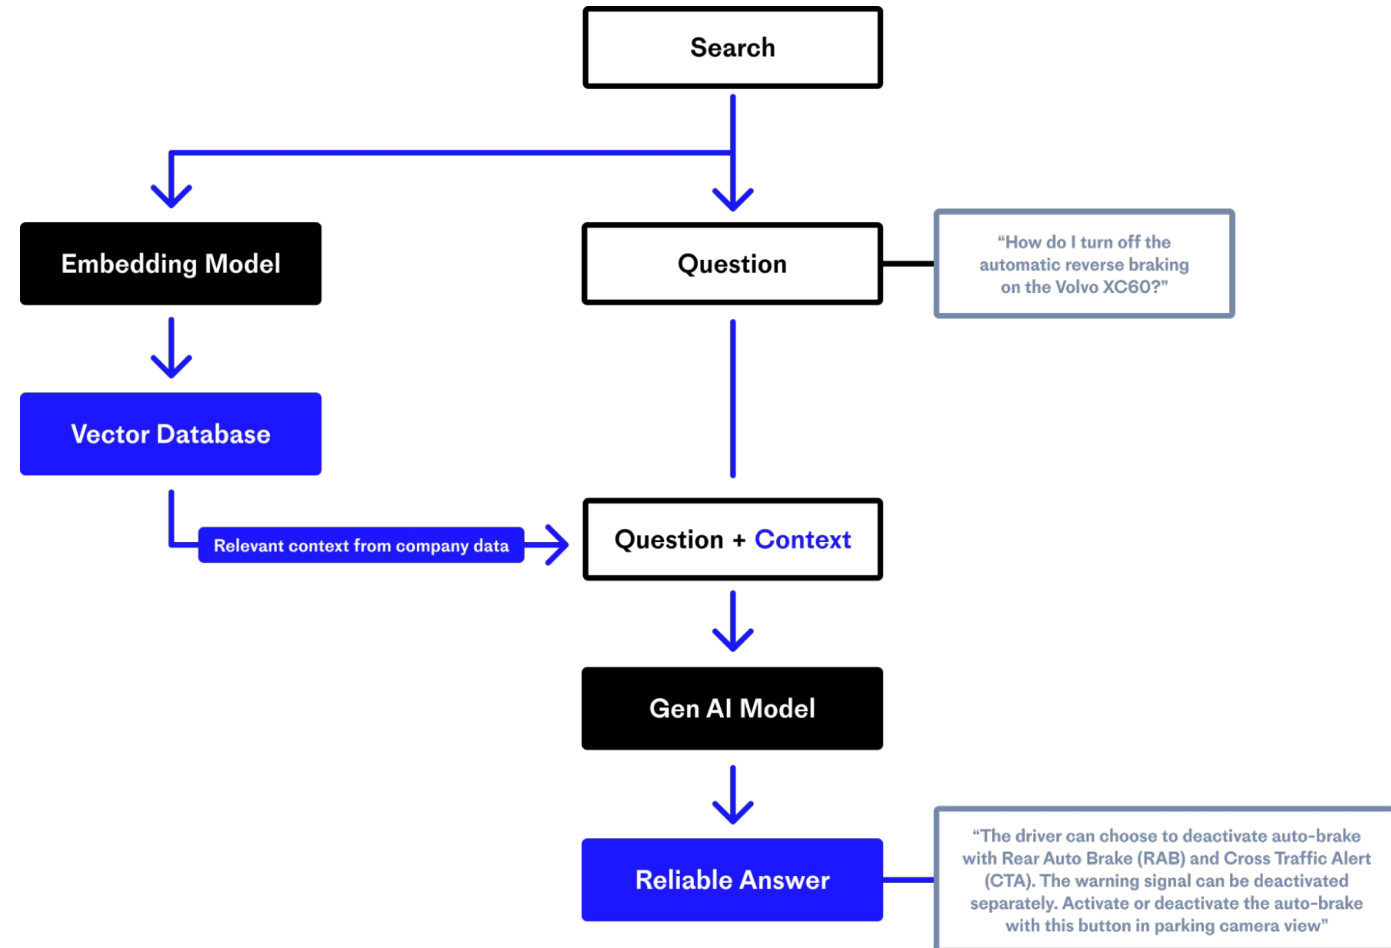 Search
Embedding Model
Question
“How do I turn off the
automatic reverse braking
on the Volvo XC60?”
Vector Database
Relevant context from company data
Question + Context
Gen AI Model
Reliable Answer
“The driver can choose to deactivate auto-brake
with Rear Auto Brake (RAB) and Cross Traffic Alert
(CTA). The warning signal can be deactivated
separately. Activate or deactivate the auto-brake
with this button in parking camera view”